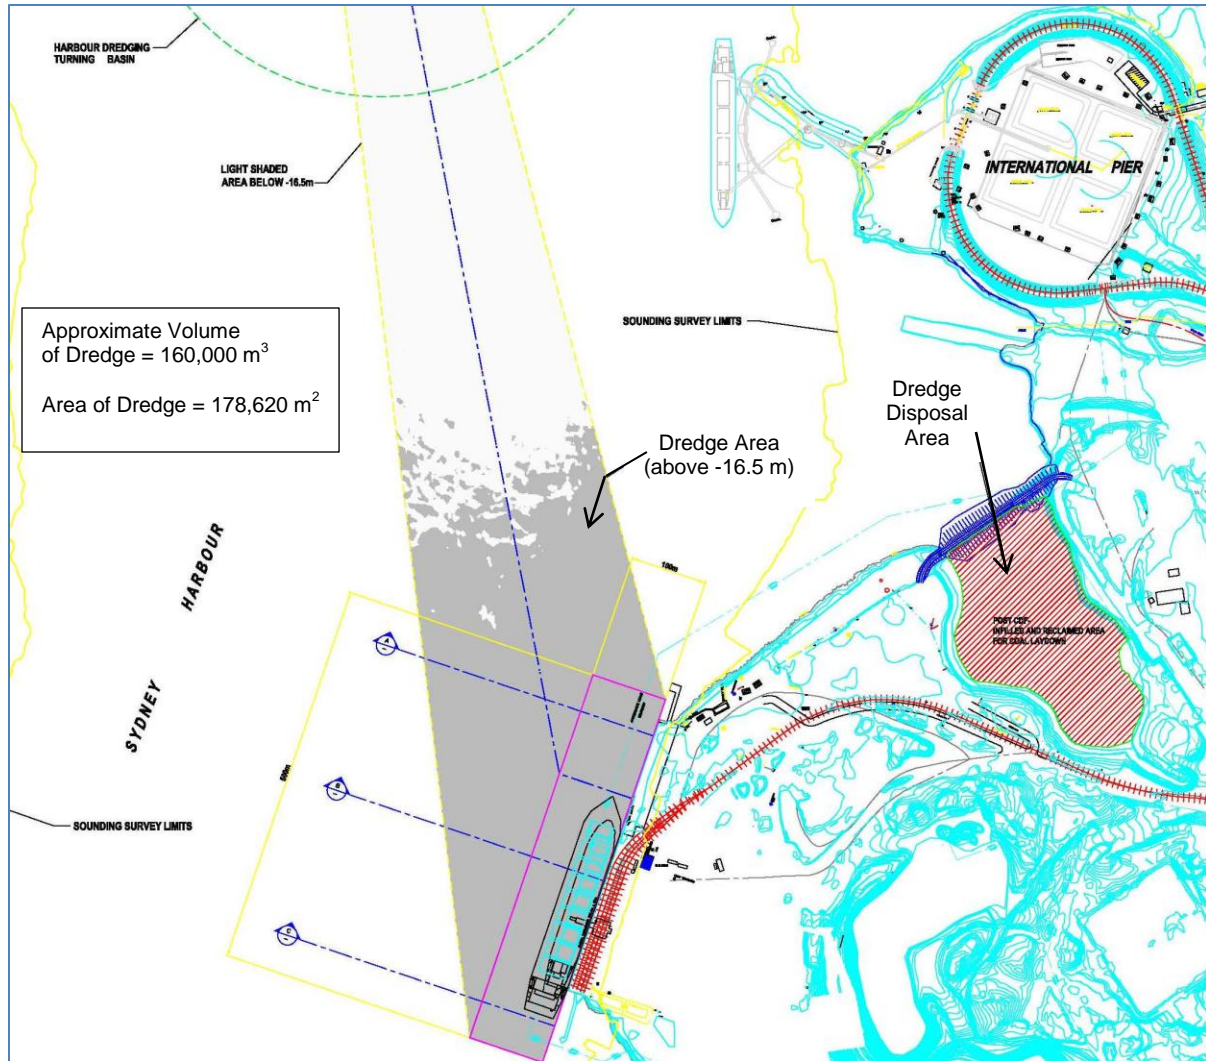 HARBOUR DREDGING
TURNING BASIN
LIGHT SHADED
AREA BELOW -16.5m
INTERNATIONAL PIER
Approximate Volume
of Dredge = 160,000 m³
Area of Dredge = 178,620 m²
SOUNDING SURVEY LIMITS
Dredge
Disposal
Area
Dredge Area
(above -16.5 m)
SYDNEY HARBOUR
100m
POST-CDF-
INFILLED AND RECLAIMED AREA
FOR COAL LAYDOWN
A
B
C
SOUNDING SURVEY LIMITS